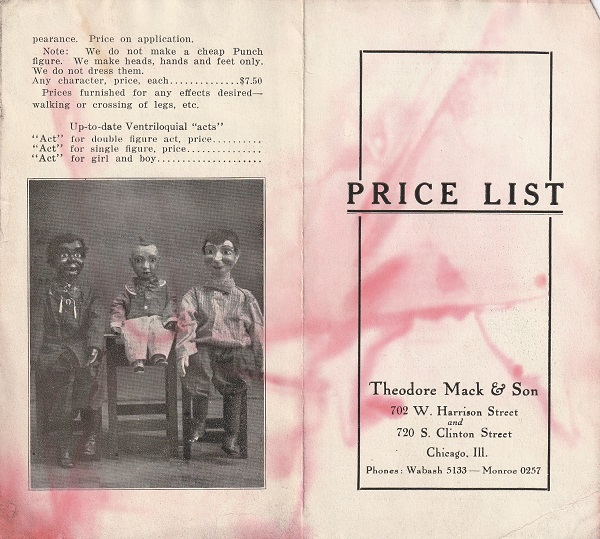 pearance. Price on application.
Note: We do not make a cheap Punch
figure. We make heads, hands and feet only.
We do not dress them.
Any character, price, each..............$7.50
Prices furnished for any effects desired—
walking or crossing of legs, etc.
Up-to-date Ventriloquial "acts"
"Act" for double figure act, price..........
"Act" for single figure, price...............
"Act" for girl and boy.....................
PRICE LIST
Theodore Mack & Son
702 W. Harrison Street
and
720 S. Clinton Street
Chicago, Ill.
Phones: Wabash 5133 — Monroe 0257